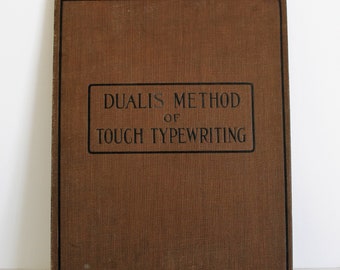 DUALIS METHOD
OF
TOUCH TYPEWRITING